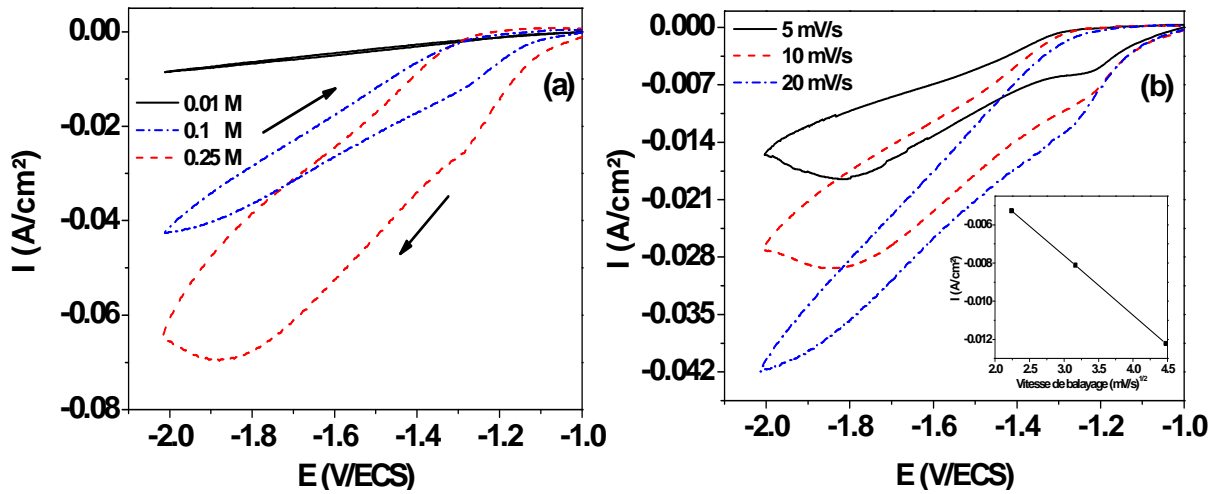 (a)
0.00
-0.02
-0.04
-0.06
-0.08
I (A/cm²)
0.01 M
0.1 M
0.25 M
-2.0 -1.8 -1.6 -1.4 -1.2 -1.0
E (V/ECS)
(b)
0.000
-0.007
-0.014
-0.021
-0.028
-0.035
-0.042
I (A/cm²)
5 mV/s
10 mV/s
20 mV/s
-2.0 -1.8 -1.6 -1.4 -1.2 -1.0
E (V/ECS)
-0.006
-0.008
-0.010
-0.012
I (A/cm²)
2.0 2.5 3.0 3.5 4.0 4.5
Vitesse de balayage (mV/s)^1/2